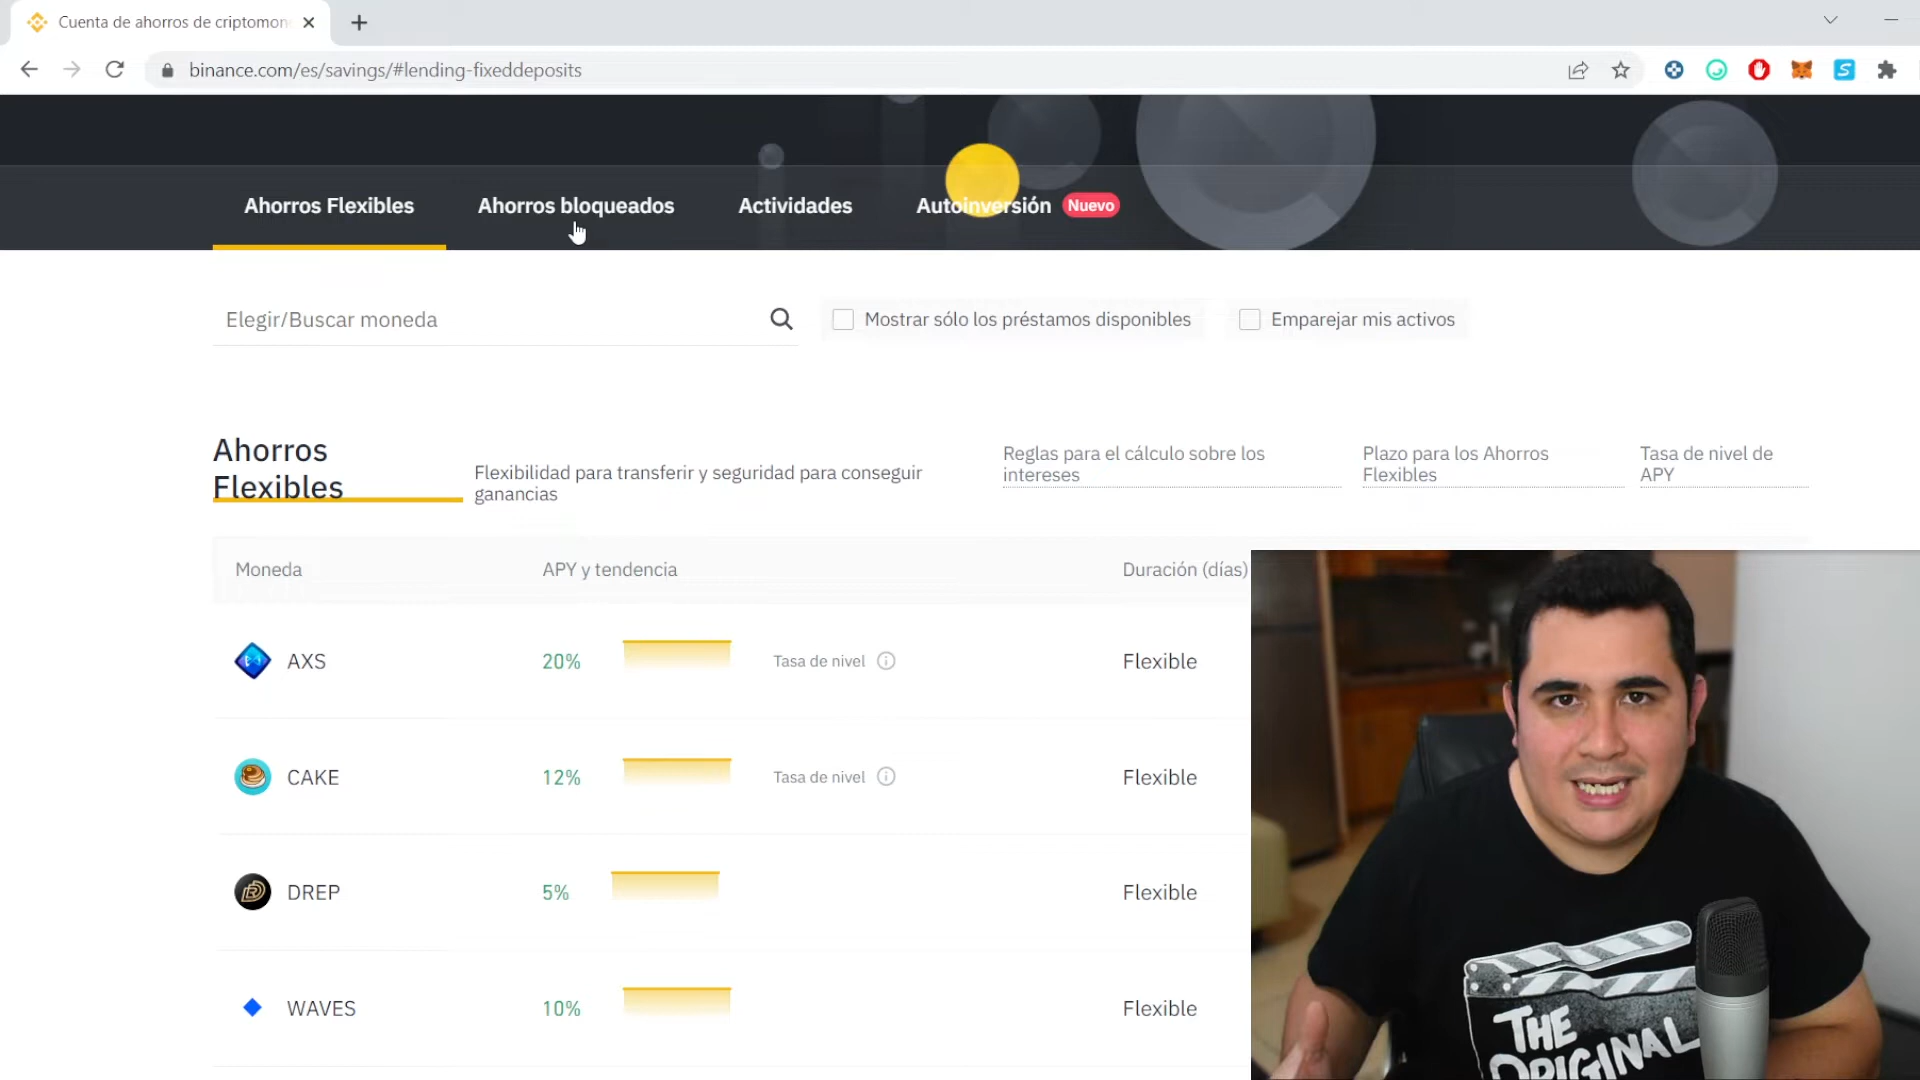 Cuenta de ahorros de criptomon
binance.com/es/savings/#lending-fixeddeposits
Ahorros Flexibles
Ahorros bloqueados
Actividades
Autoinversión
Nuevo
Elegir/Buscar moneda
Mostrar sólo los préstamos disponibles
Emparejar mis activos
Ahorros
Flexibles
Flexibilidad para transferir y seguridad para conseguir
ganancias
Reglas para el cálculo sobre los
intereses
Plazo para los Ahorros
Flexibles
Tasa de nivel de
APY
Moneda
APY y tendencia
Duración (días)
AXS
20%
Tasa de nivel
Flexible
CAKE
12%
Tasa de nivel
Flexible
DREP
5%
Flexible
WAVES
10%
Flexible
THE
ORIGINAL